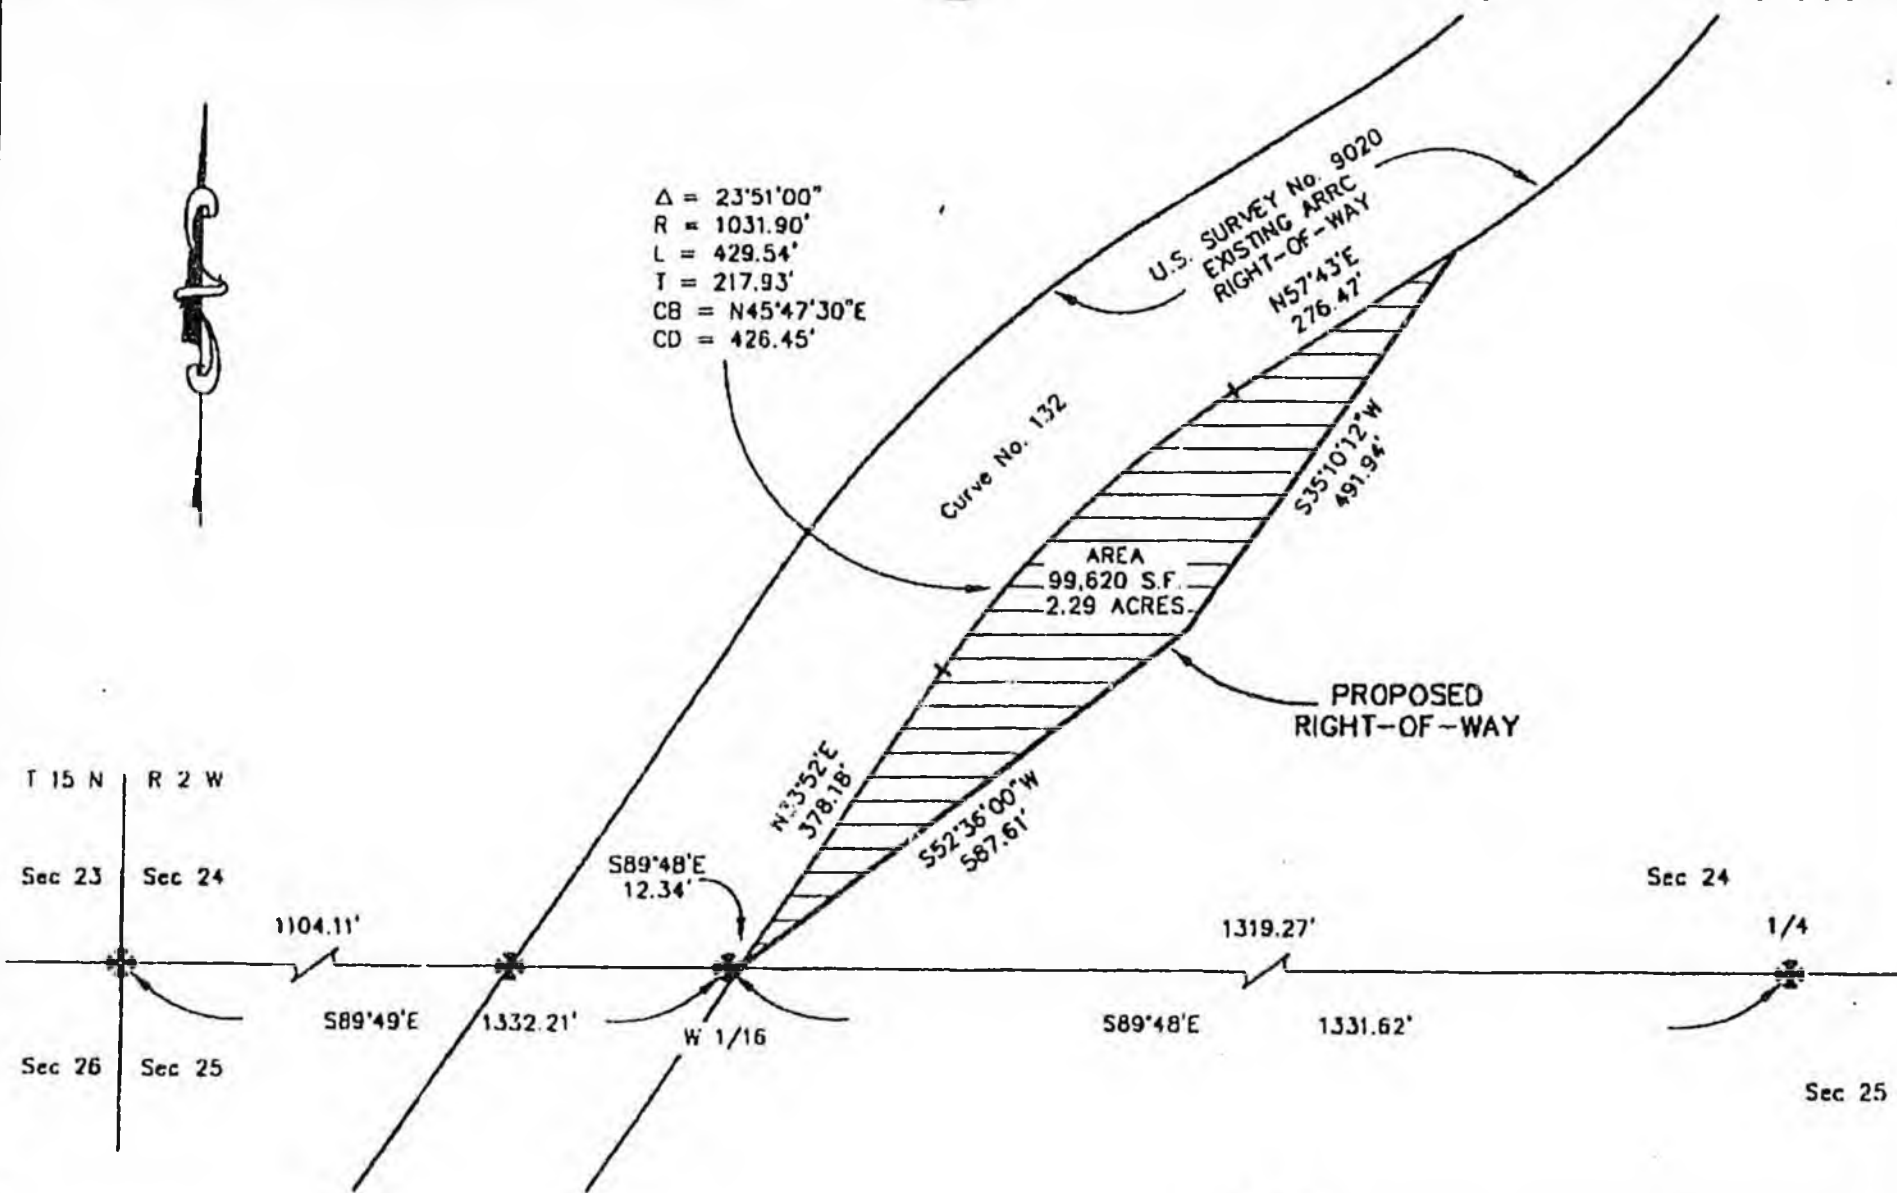 Δ = 23°51'00"
R = 1031.90'
L = 429.54'
T = 217.93'
CB = N45°47'30"E
CD = 426.45'
U.S. SURVEY No. 9020
EXISTING ARRC
RIGHT-OF-WAY
N57°43'E
276.47'
Curve No. 132
S35°10'12"W
491.94'
AREA
99,620 S.F.
2.29 ACRES
PROPOSED
RIGHT-OF-WAY
N33°52'E
378.18'
S52°36'00"W
587.61'
T 15 N R 2 W
S89°48'E
12.34'
Sec 23 Sec 24
Sec 24
1104.11'
1319.27'
1/4
S89°49'E 1332.21'
W 1/16
S89°48'E 1331.62'
Sec 26 Sec 25
Sec 25